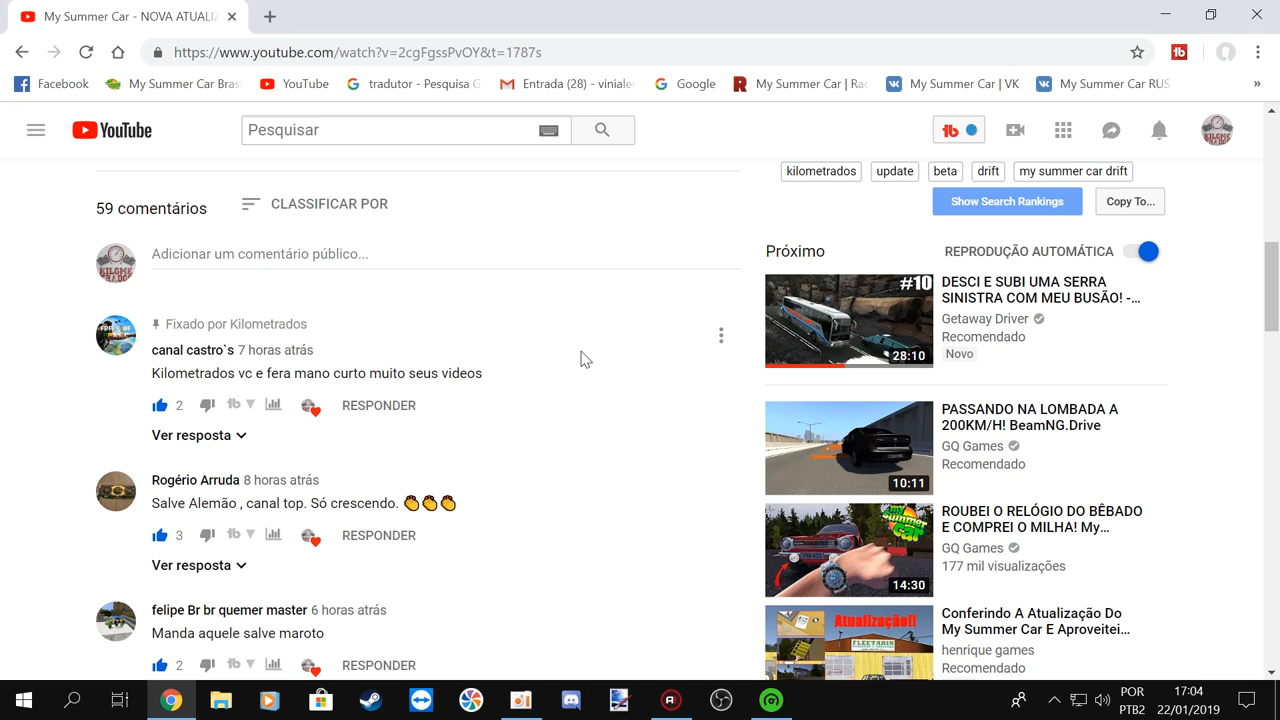 My Summer Car - NOVA ATUALIZ
https://www.youtube.com/watch?v=2cgFgssPvOY&t=1787s
Facebook
My Summer Car Bras
YouTube
tradutor - Pesquisa G
Entrada (28) - vinialer
Google
My Summer Car | Rac
My Summer Car | VK
My Summer Car RUS
»
YouTube
Pesquisar
kilometrados
update
beta
drift
my summer car drift
Show Search Rankings
Copy To...
59 comentários
CLASSIFICAR POR
Adicionar um comentário público...
Fixado por Kilometrados
canal castro`s 7 horas atrás
Kilometrados vc e fera mano curto muito seus videos
2
RESPONDER
Ver resposta
Rogério Arruda 8 horas atrás
Salve Alemão , canal top. Só crescendo. 👏👏👏
3
RESPONDER
Ver resposta
felipe Br br quemer master 6 horas atrás
Manda aquele salve maroto
2
RESPONDER
Próximo
REPRODUÇÃO AUTOMÁTICA
#10
28:10
DESCI E SUBI UMA SERRA
SINISTRA COM MEU BUSÃO! -...
Getaway Driver
Recomendado
Novo
10:11
PASSANDO NA LOMBADA A
200KM/H! BeamNG.Drive
GQ Games
Recomendado
my Summer car
14:30
ROUBEI O RELÓGIO DO BÊBADO
E COMPREI O MILHA! My...
GQ Games
177 mil visualizações
Atualização!!
FLEETARIN
Conferindo A Atualização Do
My Summer Car E Aproveitei...
henrique games
Recomendado
POR
PTB2
17:04
22/01/2019